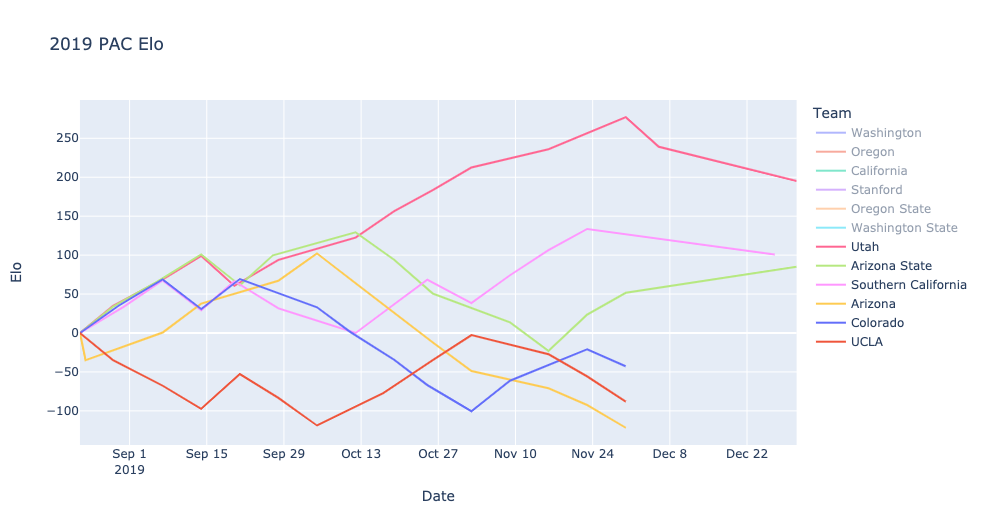 2019 PAC Elo
Team
Washington
Oregon
California
Stanford
Oregon State
Washington State
Utah
Arizona State
Southern California
Arizona
Colorado
UCLA
Elo
250
200
150
100
50
0
−50
−100
Sep 1
2019
Sep 15
Sep 29
Oct 13
Oct 27
Nov 10
Nov 24
Dec 8
Dec 22
Date